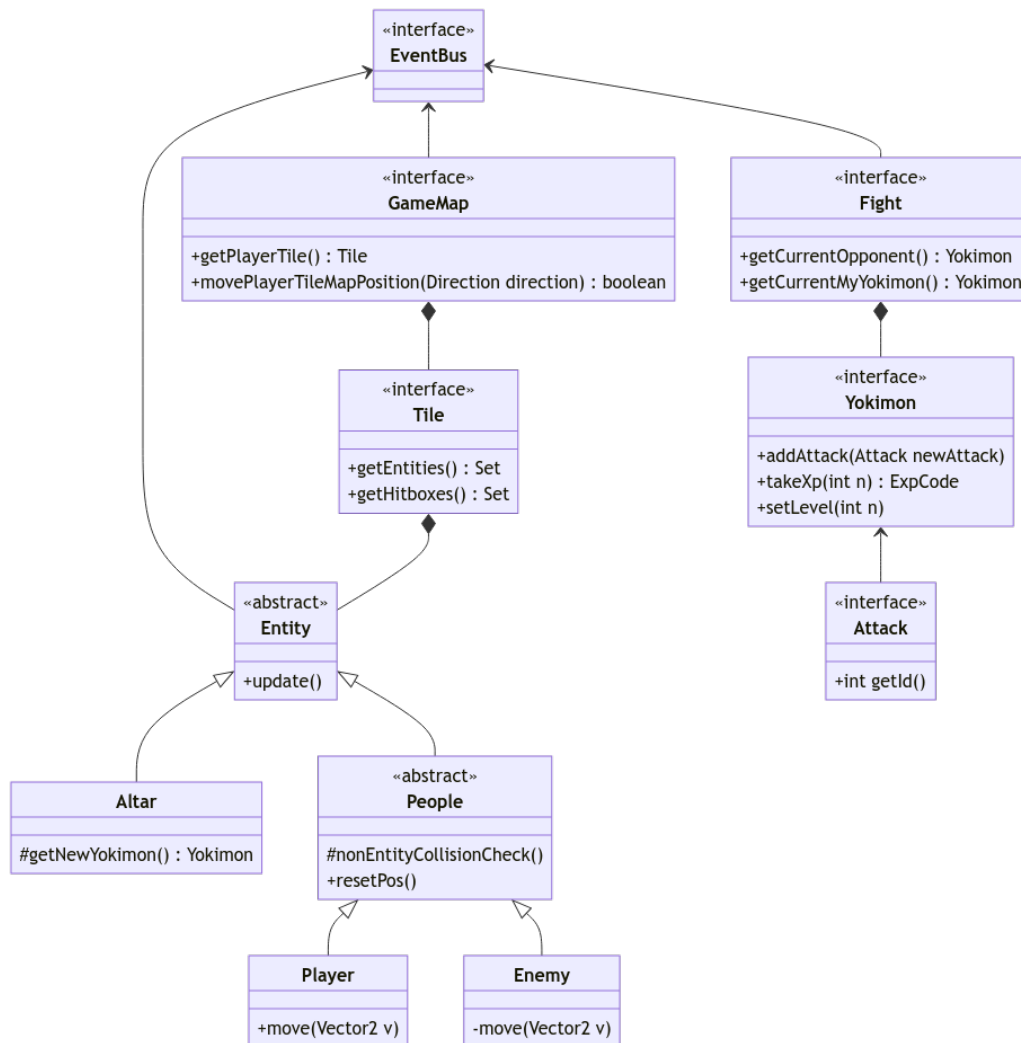 «interface»
EventBus
«interface»
GameMap
+getPlayerTile() : Tile
+movePlayerTileMapPosition(Direction direction) : boolean
«interface»
Fight
+getCurrentOpponent() : Yokimon
+getCurrentMyYokimon() : Yokimon
«interface»
Tile
+getEntities() : Set
+getHitboxes() : Set
«interface»
Yokimon
+addAttack(Attack newAttack)
+takeXp(int n) : ExpCode
+setLevel(int n)
«abstract»
Entity
+update()
«interface»
Attack
+int getId()
Altar
#getNewYokimon() : Yokimon
«abstract»
People
#nonEntityCollisionCheck()
+resetPos()
Player
+move(Vector2 v)
Enemy
-move(Vector2 v)